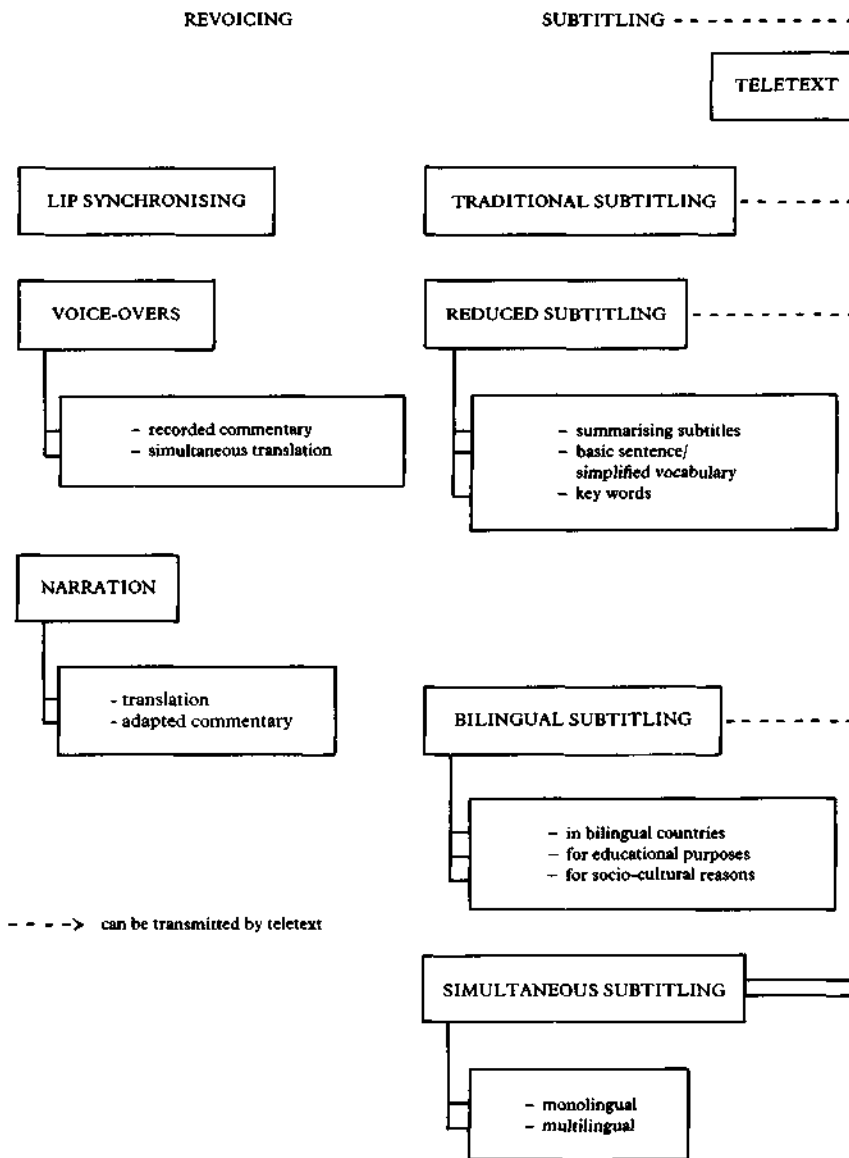 REVOICING
SUBTITLING
TELETEXT
LIP SYNCHRONISING
TRADITIONAL SUBTITLING
VOICE-OVERS
REDUCED SUBTITLING
– recorded commentary
– simultaneous translation
– summarising subtitles
– basic sentence/
simplified vocabulary
– key words
NARRATION
- translation
- adapted commentary
BILINGUAL SUBTITLING
– in bilingual countries
– for educational purposes
– for socio-cultural reasons
can be transmitted by teletext
SIMULTANEOUS SUBTITLING
– monolingual
– multilingual